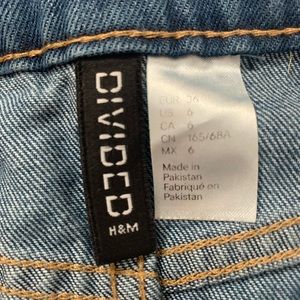 DIVIDED
H&M
EUR 36
US 6
CA 6
CN 165/68A
MX 6
Made in
Pakistan
Fabriqué en
Pakistan